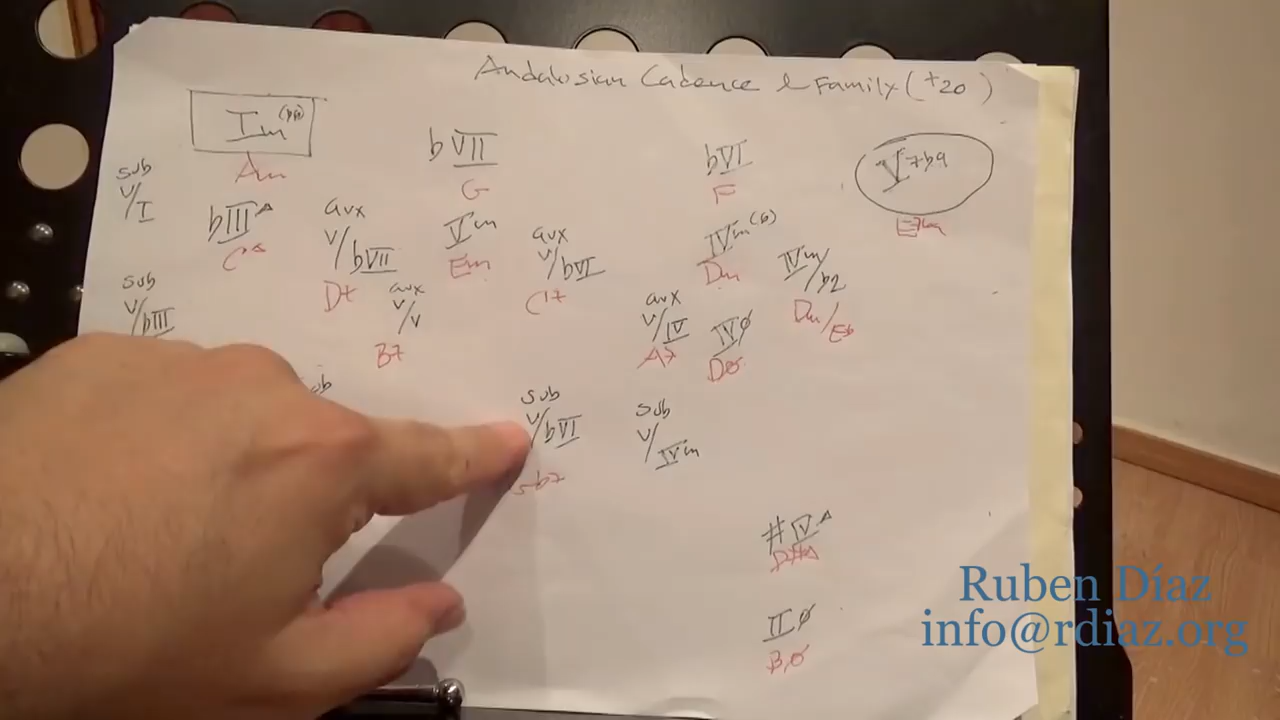 Andalusian Cadence & Family (+20)
Im
Am
bVII
G
bVI
F
V7b9
E7b9
sub
V/I
bIII△
C△
aux
V/bVII
D7
Vm
Em
aux
V/bVI
C7
IVm(6)
Dm
IVm/b2
Dm/Eb
sub
V/bIII
aux
V/V
B7
aux
V/IV
A7
IVø
Dø
sub
sub
V/bVI
Gb7
sub
V/IVm
#IV△
D#△
IIø
Bø
Ruben Díaz
info@rdiaz.org